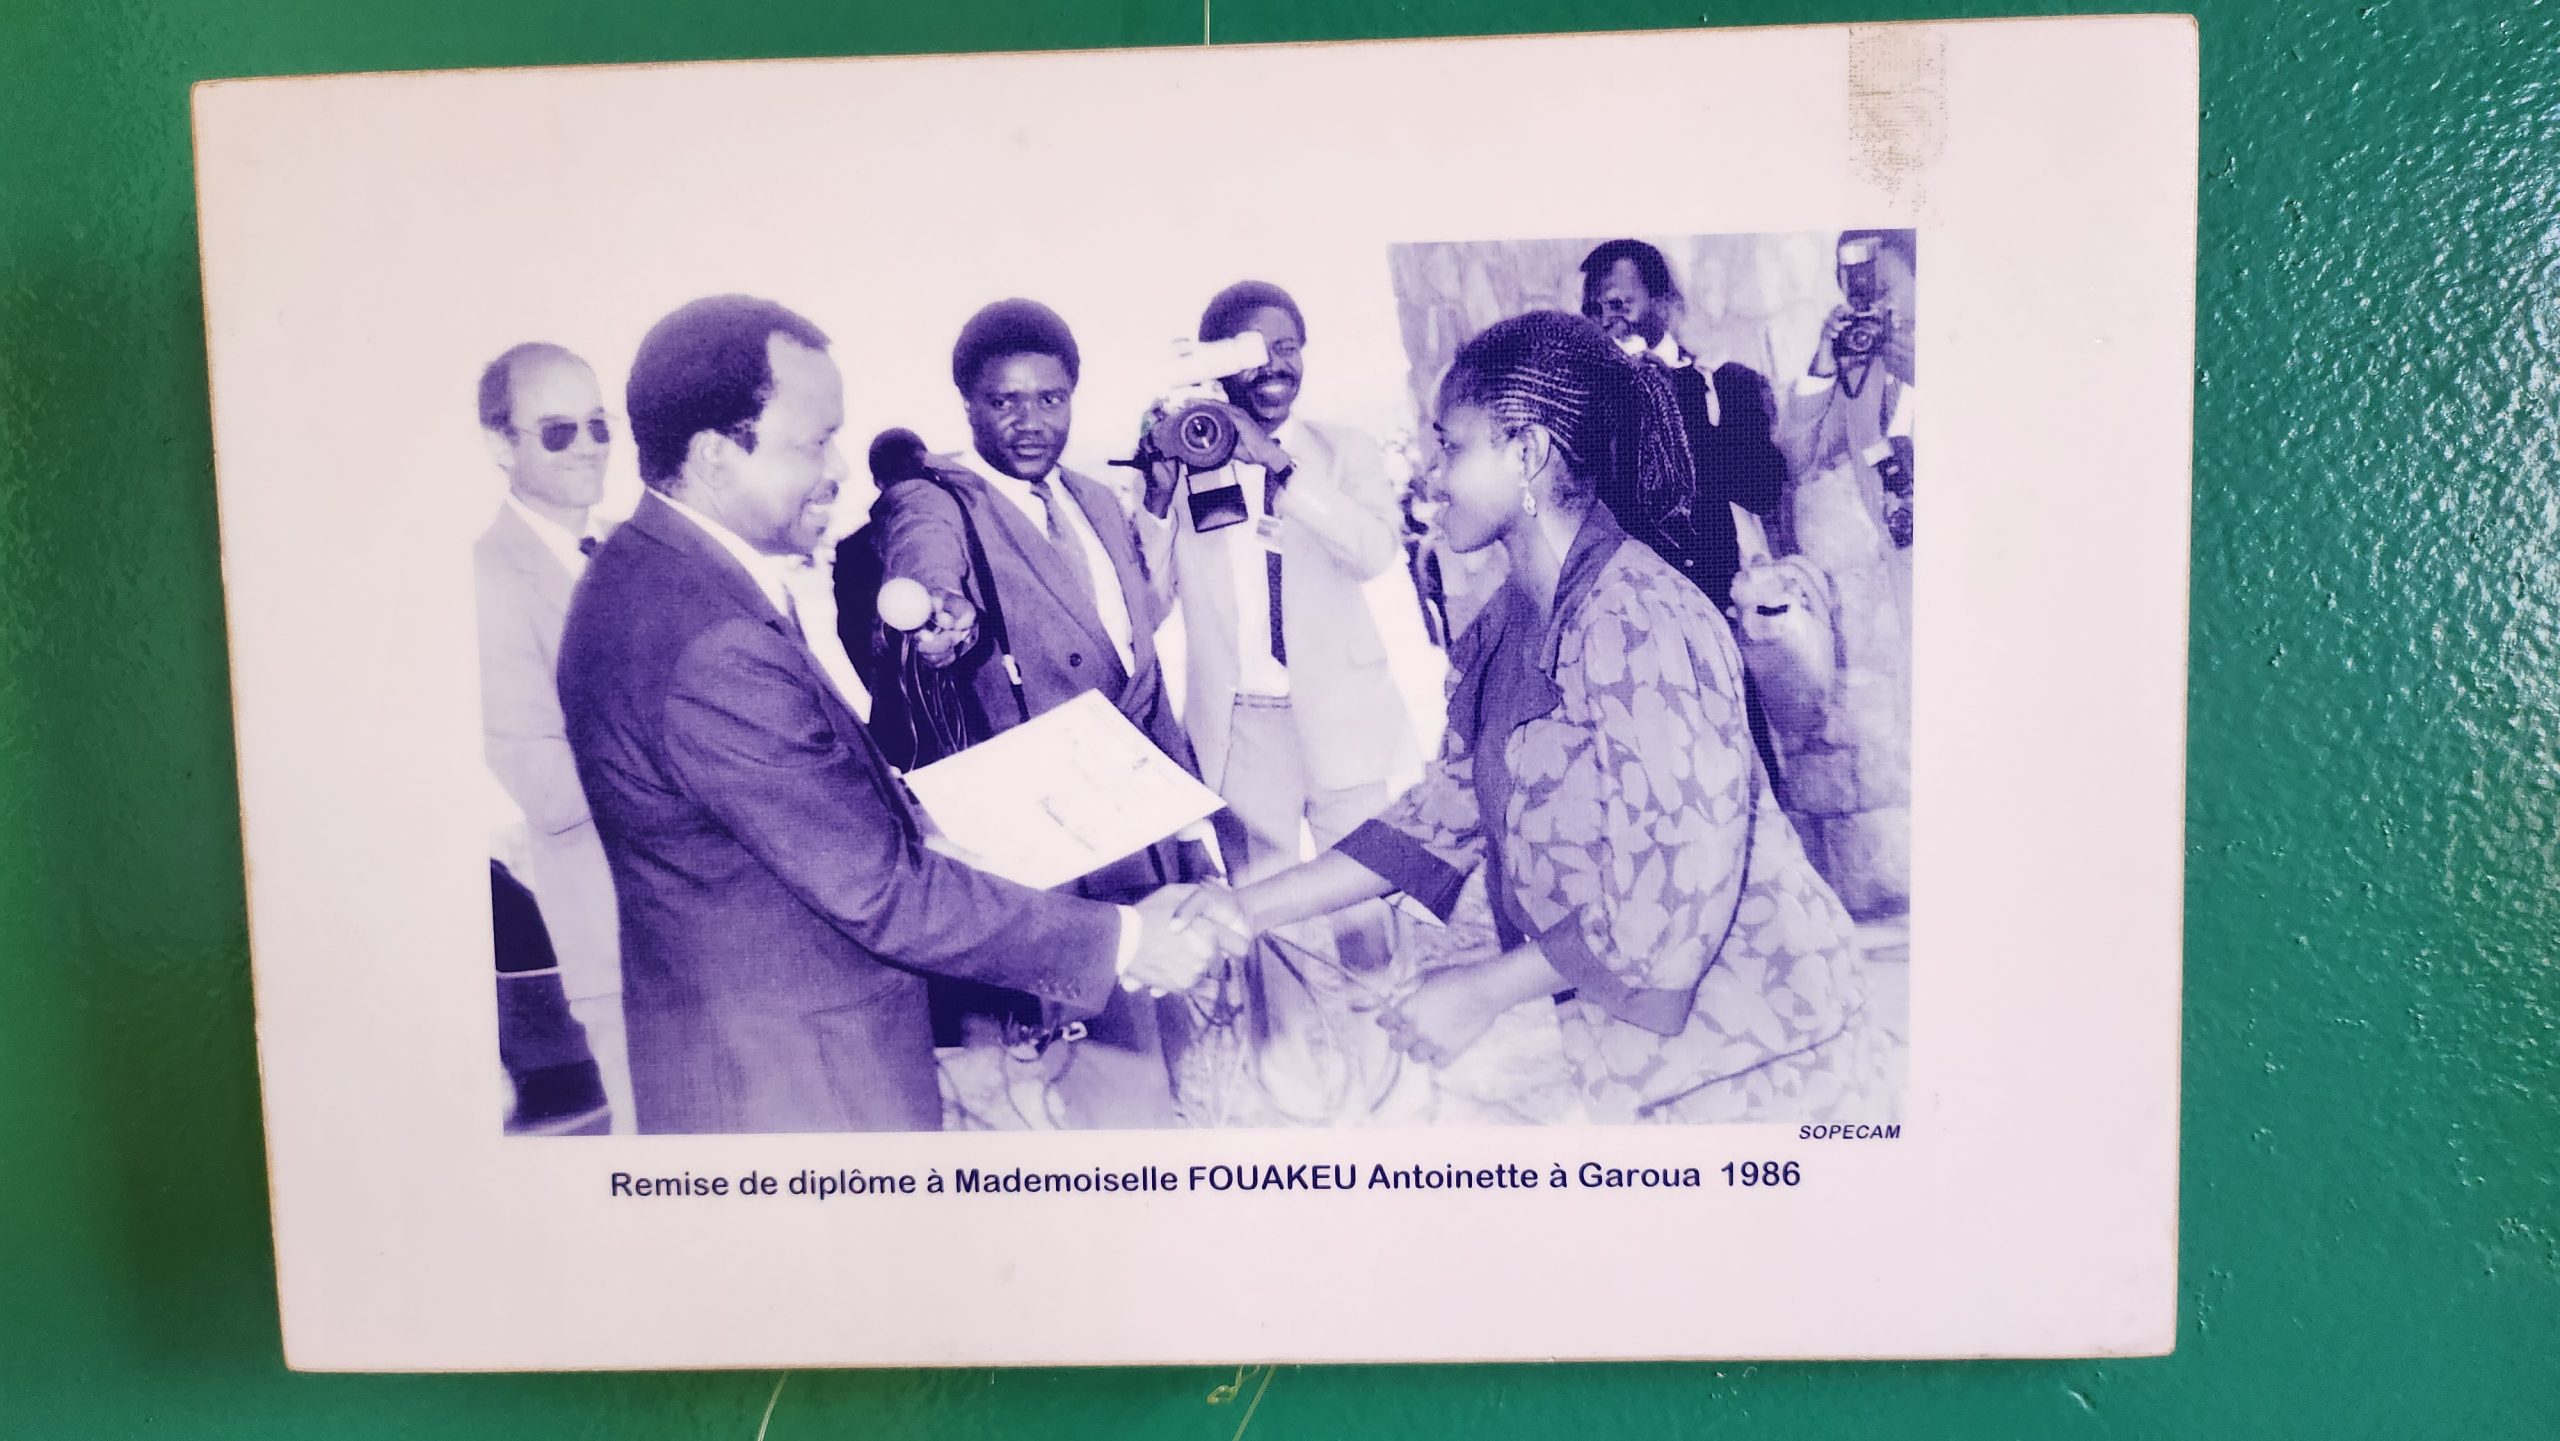 SOPECAM
Remise de diplôme à Mademoiselle FOUAKEU Antoinette à Garoua 1986